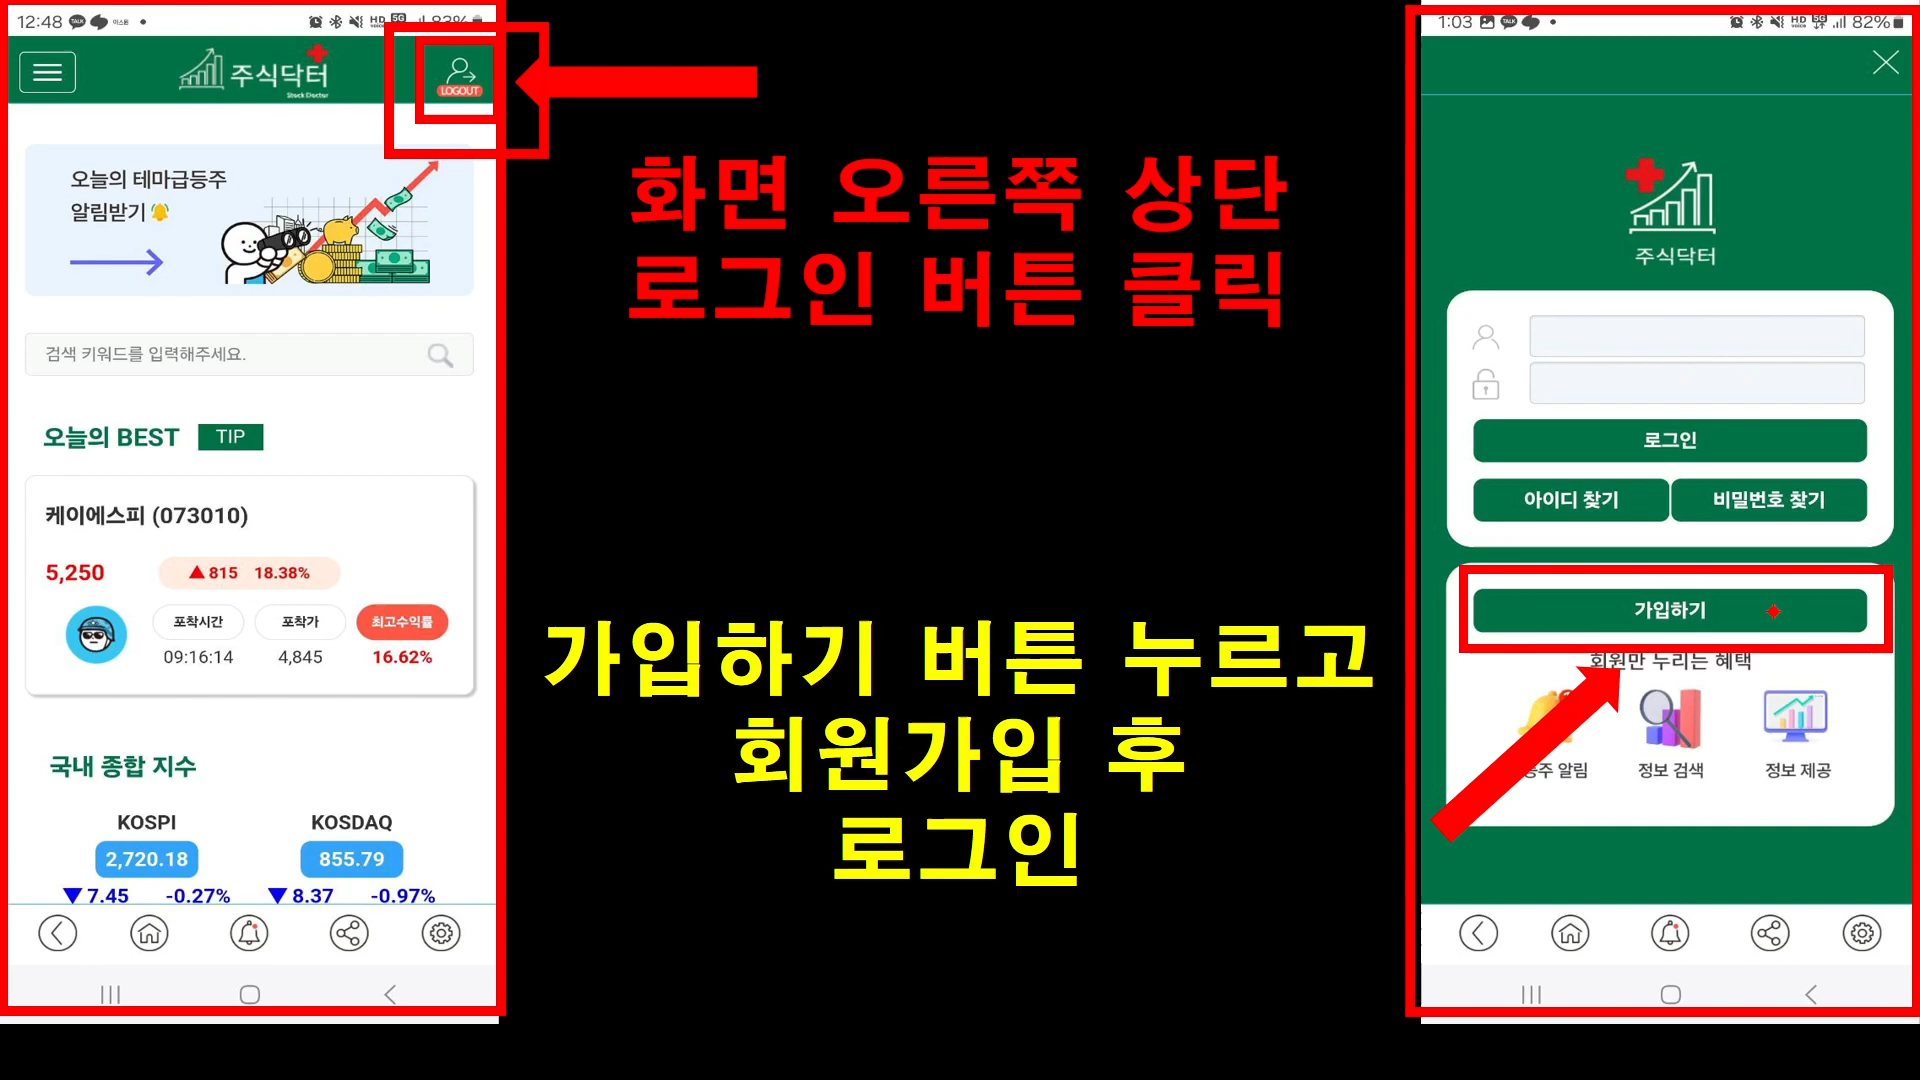 12:48
82%
주식닥터
Stock Doctor
LOGOUT
오늘의 테마급등주
알림받기
검색 키워드를 입력해주세요.
오늘의 BEST TIP
케이에스피 (073010)
5,250 ▲815 18.38%
포착시간 포착가 최고수익률
09:16:14 4,845 16.62%
국내 종합 지수
KOSPI KOSDAQ
2,720.18 855.79
▼7.45 -0.27% ▼8.37 -0.97%
화면 오른쪽 상단
로그인 버튼 클릭
가입하기 버튼 누르고
회원가입 후
로그인
1:03 82%
주식닥터
로그인
아이디 찾기 비밀번호 찾기
가입하기
회원만 누리는 혜택
주 알림 정보 검색 정보 제공